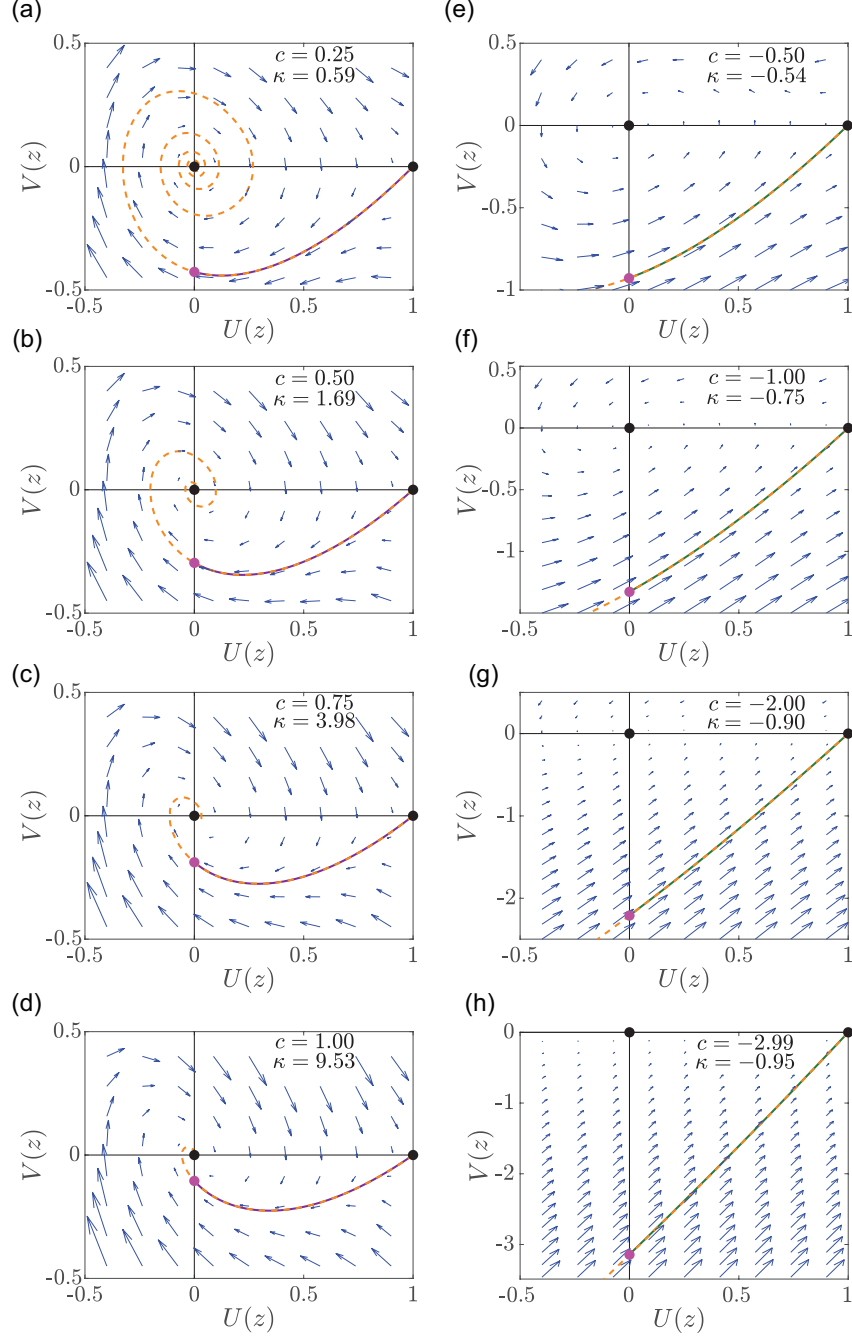 (a)
c = 0.25
κ = 0.59
0.5
0
-0.5
V(z)
-0.5
0
0.5
1
U(z)
(b)
c = 0.50
κ = 1.69
0.5
0
-0.5
V(z)
-0.5
0
0.5
1
U(z)
(c)
c = 0.75
κ = 3.98
0.5
0
-0.5
V(z)
-0.5
0
0.5
1
U(z)
(d)
c = 1.00
κ = 9.53
0.5
0
-0.5
V(z)
-0.5
0
0.5
1
U(z)
(e)
c = −0.50
κ = −0.54
0.5
0
-0.5
-1
V(z)
-0.5
0
0.5
1
U(z)
(f)
c = −1.00
κ = −0.75
0.5
0
-0.5
-1
V(z)
-0.5
0
0.5
1
U(z)
(g)
c = −2.00
κ = −0.90
0
-1
-2
V(z)
-0.5
0
0.5
1
U(z)
(h)
c = −2.99
κ = −0.95
0
-1
-2
-3
V(z)
-0.5
0
0.5
1
U(z)